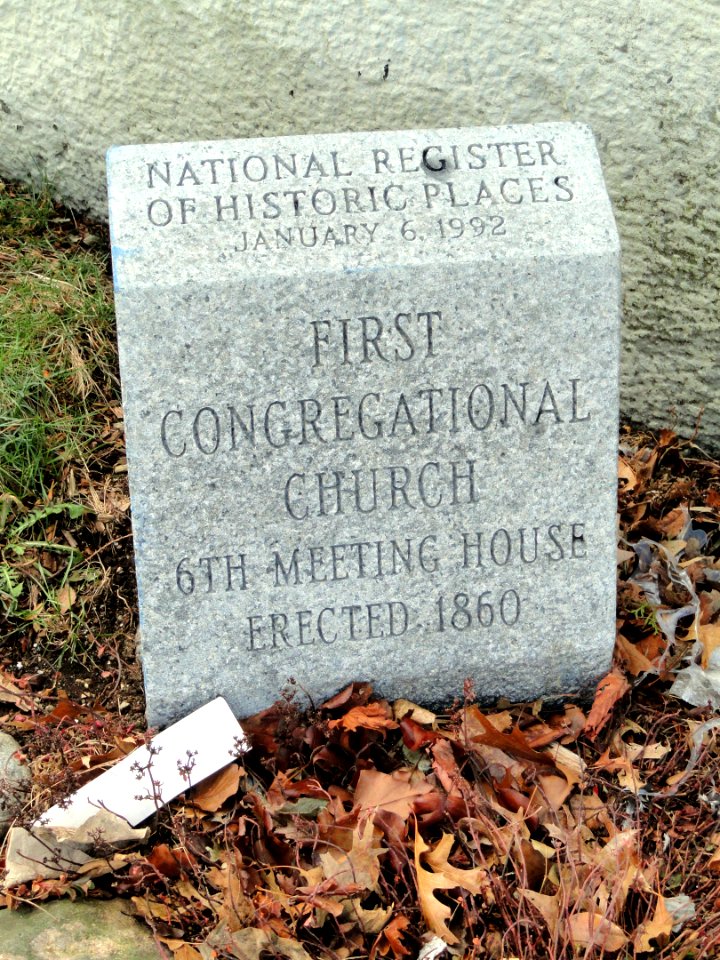 NATIONAL REGISTER
OF HISTORIC PLACES
JANUARY 6, 1992
FIRST
CONGREGATIONAL
CHURCH
6TH MEETING HOUSE
ERECTED 1860